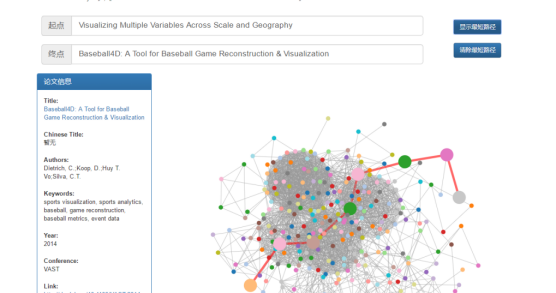 起点 Visualizing Multiple Variables Across Scale and Geography
显示最短路径
终点 Baseball4D: A Tool for Baseball Game Reconstruction & Visualization
清除最短路径
论文信息
Title:
Baseball4D: A Tool for Baseball
Game Reconstruction & Visualization
Chinese Title:
暂无
Authors:
Dietrich, C. ;Koop, D. ;Huy T.
Vo;Silva, C.T.
Keywords:
sports visualization, sports analytics,
baseball, game reconstruction,
baseball metrics, event data
Year:
2014
Conference:
VAST
Link: